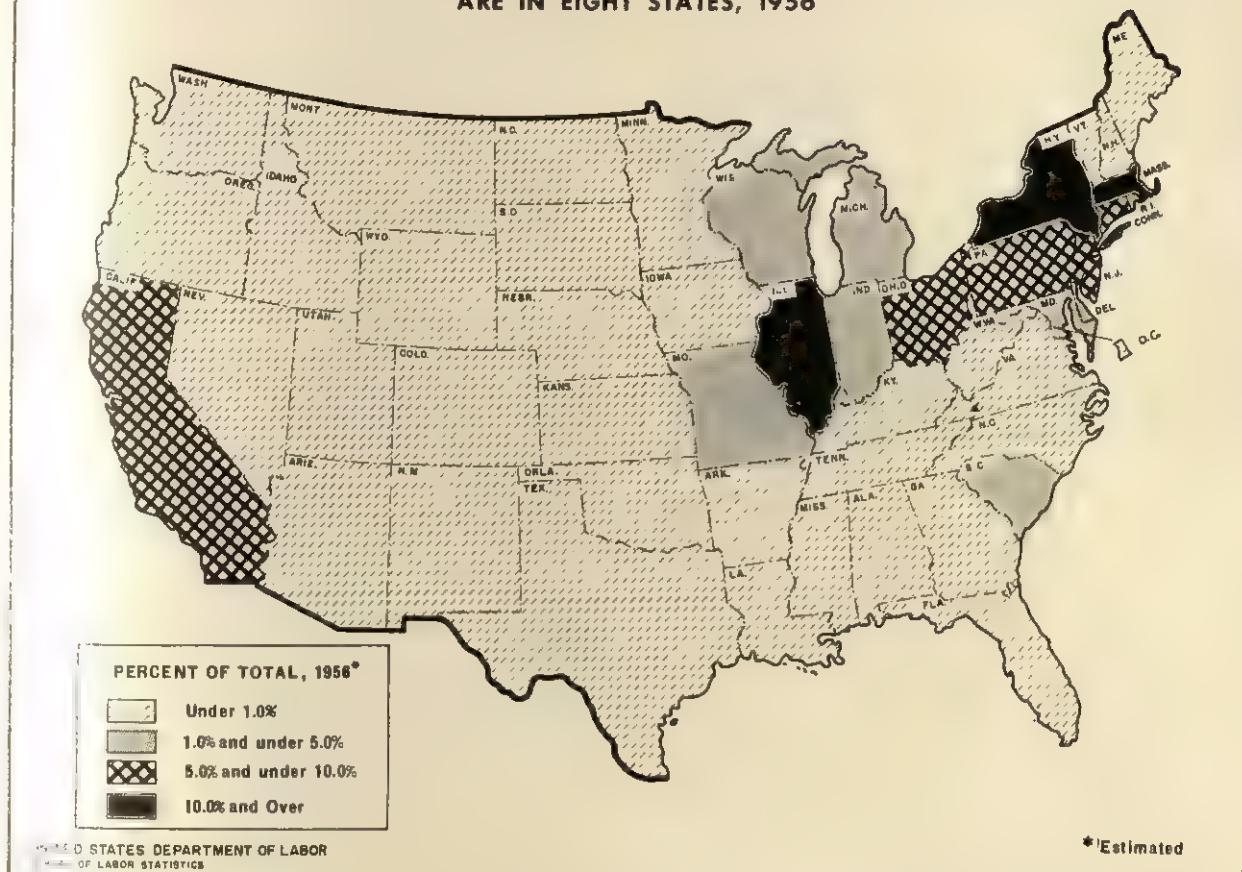 ARE IN EIGHT STATES, 1956
WASH
MONT
N.D.
MINN.
ME
OREG.
IDAHO
WIS
MICH.
N.Y.
VT.
N.H.
MASS.
R.I.
CONN.
S.D.
WYO.
CALIF
NEV.
UTAH
NEBR.
IOWA
ILL
IND
OHIO
PA
N.J.
MD.
DEL
D.C.
W.VA
VA
COLO.
KANS.
MO.
KY.
ARIZ.
N.M
OKLA.
TEX.
ARK.
TENN.
N.C
S.C
MISS.
ALA.
GA
LA.
FLA.
PERCENT OF TOTAL, 1956*
Under 1.0%
1.0% and under 5.0%
5.0% and under 10.0%
10.0% and Over
STATES DEPARTMENT OF LABOR
OF LABOR STATISTICS
*Estimated